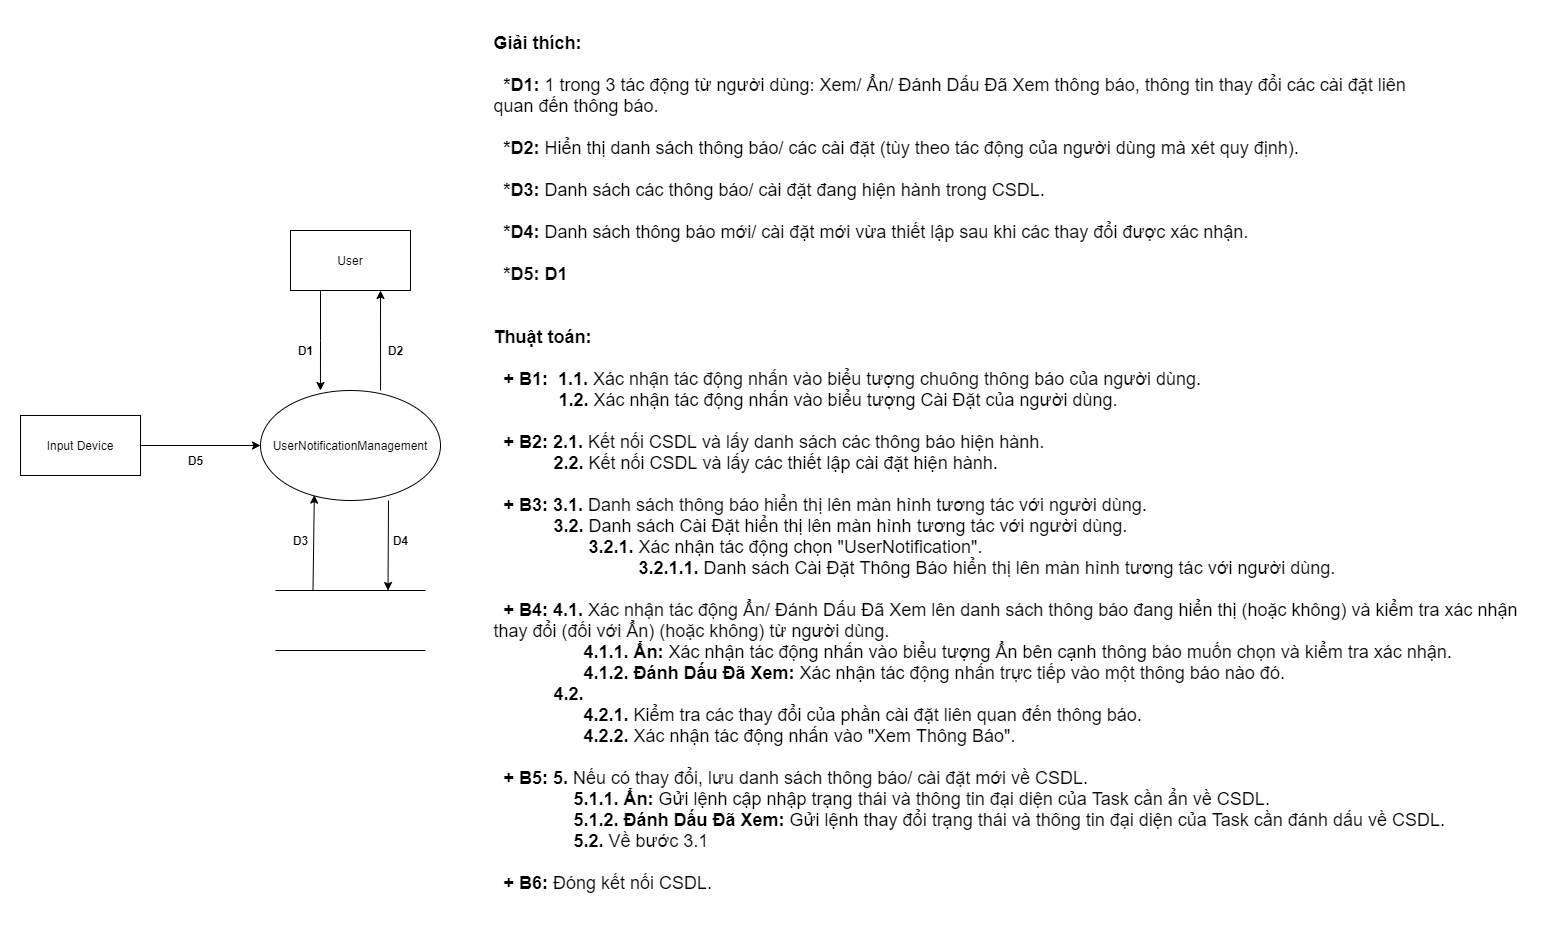 Giải thích:
*D1: 1 trong 3 tác động từ người dùng: Xem/ Ẩn/ Đánh Dấu Đã Xem thông báo, thông tin thay đổi các cài đặt liên
quan đến thông báo.
*D2: Hiển thị danh sách thông báo/ các cài đặt (tùy theo tác động của người dùng mà xét quy định).
*D3: Danh sách các thông báo/ cài đặt đang hiện hành trong CSDL.
*D4: Danh sách thông báo mới/ cài đặt mới vừa thiết lập sau khi các thay đổi được xác nhận.
*D5: D1
User
D1
D2
Input Device
D5
UserNotificationManagement
D3
D4
Thuật toán:
+ B1: 1.1. Xác nhận tác động nhấn vào biểu tượng chuông thông báo của người dùng.
1.2. Xác nhận tác động nhấn vào biểu tượng Cài Đặt của người dùng.
+ B2: 2.1. Kết nối CSDL và lấy danh sách các thông báo hiện hành.
2.2. Kết nối CSDL và lấy các thiết lập cài đặt hiện hành.
+ B3: 3.1. Danh sách thông báo hiển thị lên màn hình tương tác với người dùng.
3.2. Danh sách Cài Đặt hiển thị lên màn hình tương tác với người dùng.
3.2.1. Xác nhận tác động chọn "UserNotification".
3.2.1.1. Danh sách Cài Đặt Thông Báo hiển thị lên màn hình tương tác với người dùng.
+ B4: 4.1. Xác nhận tác động Ẩn/ Đánh Dấu Đã Xem lên danh sách thông báo đang hiển thị (hoặc không) và kiểm tra xác nhận
thay đổi (đối với Ẩn) (hoặc không) từ người dùng.
4.1.1. Ẩn: Xác nhận tác động nhấn vào biểu tượng Ẩn bên cạnh thông báo muốn chọn và kiểm tra xác nhận.
4.1.2. Đánh Dấu Đã Xem: Xác nhận tác động nhấn trực tiếp vào một thông báo nào đó.
4.2.
4.2.1. Kiểm tra các thay đổi của phần cài đặt liên quan đến thông báo.
4.2.2. Xác nhận tác động nhấn vào "Xem Thông Báo".
+ B5: 5. Nếu có thay đổi, lưu danh sách thông báo/ cài đặt mới về CSDL.
5.1.1. Ẩn: Gửi lệnh cập nhập trạng thái và thông tin đại diện của Task cần ẩn về CSDL.
5.1.2. Đánh Dấu Đã Xem: Gửi lệnh thay đổi trạng thái và thông tin đại diện của Task cần đánh dấu về CSDL.
5.2. Về bước 3.1
+ B6: Đóng kết nối CSDL.